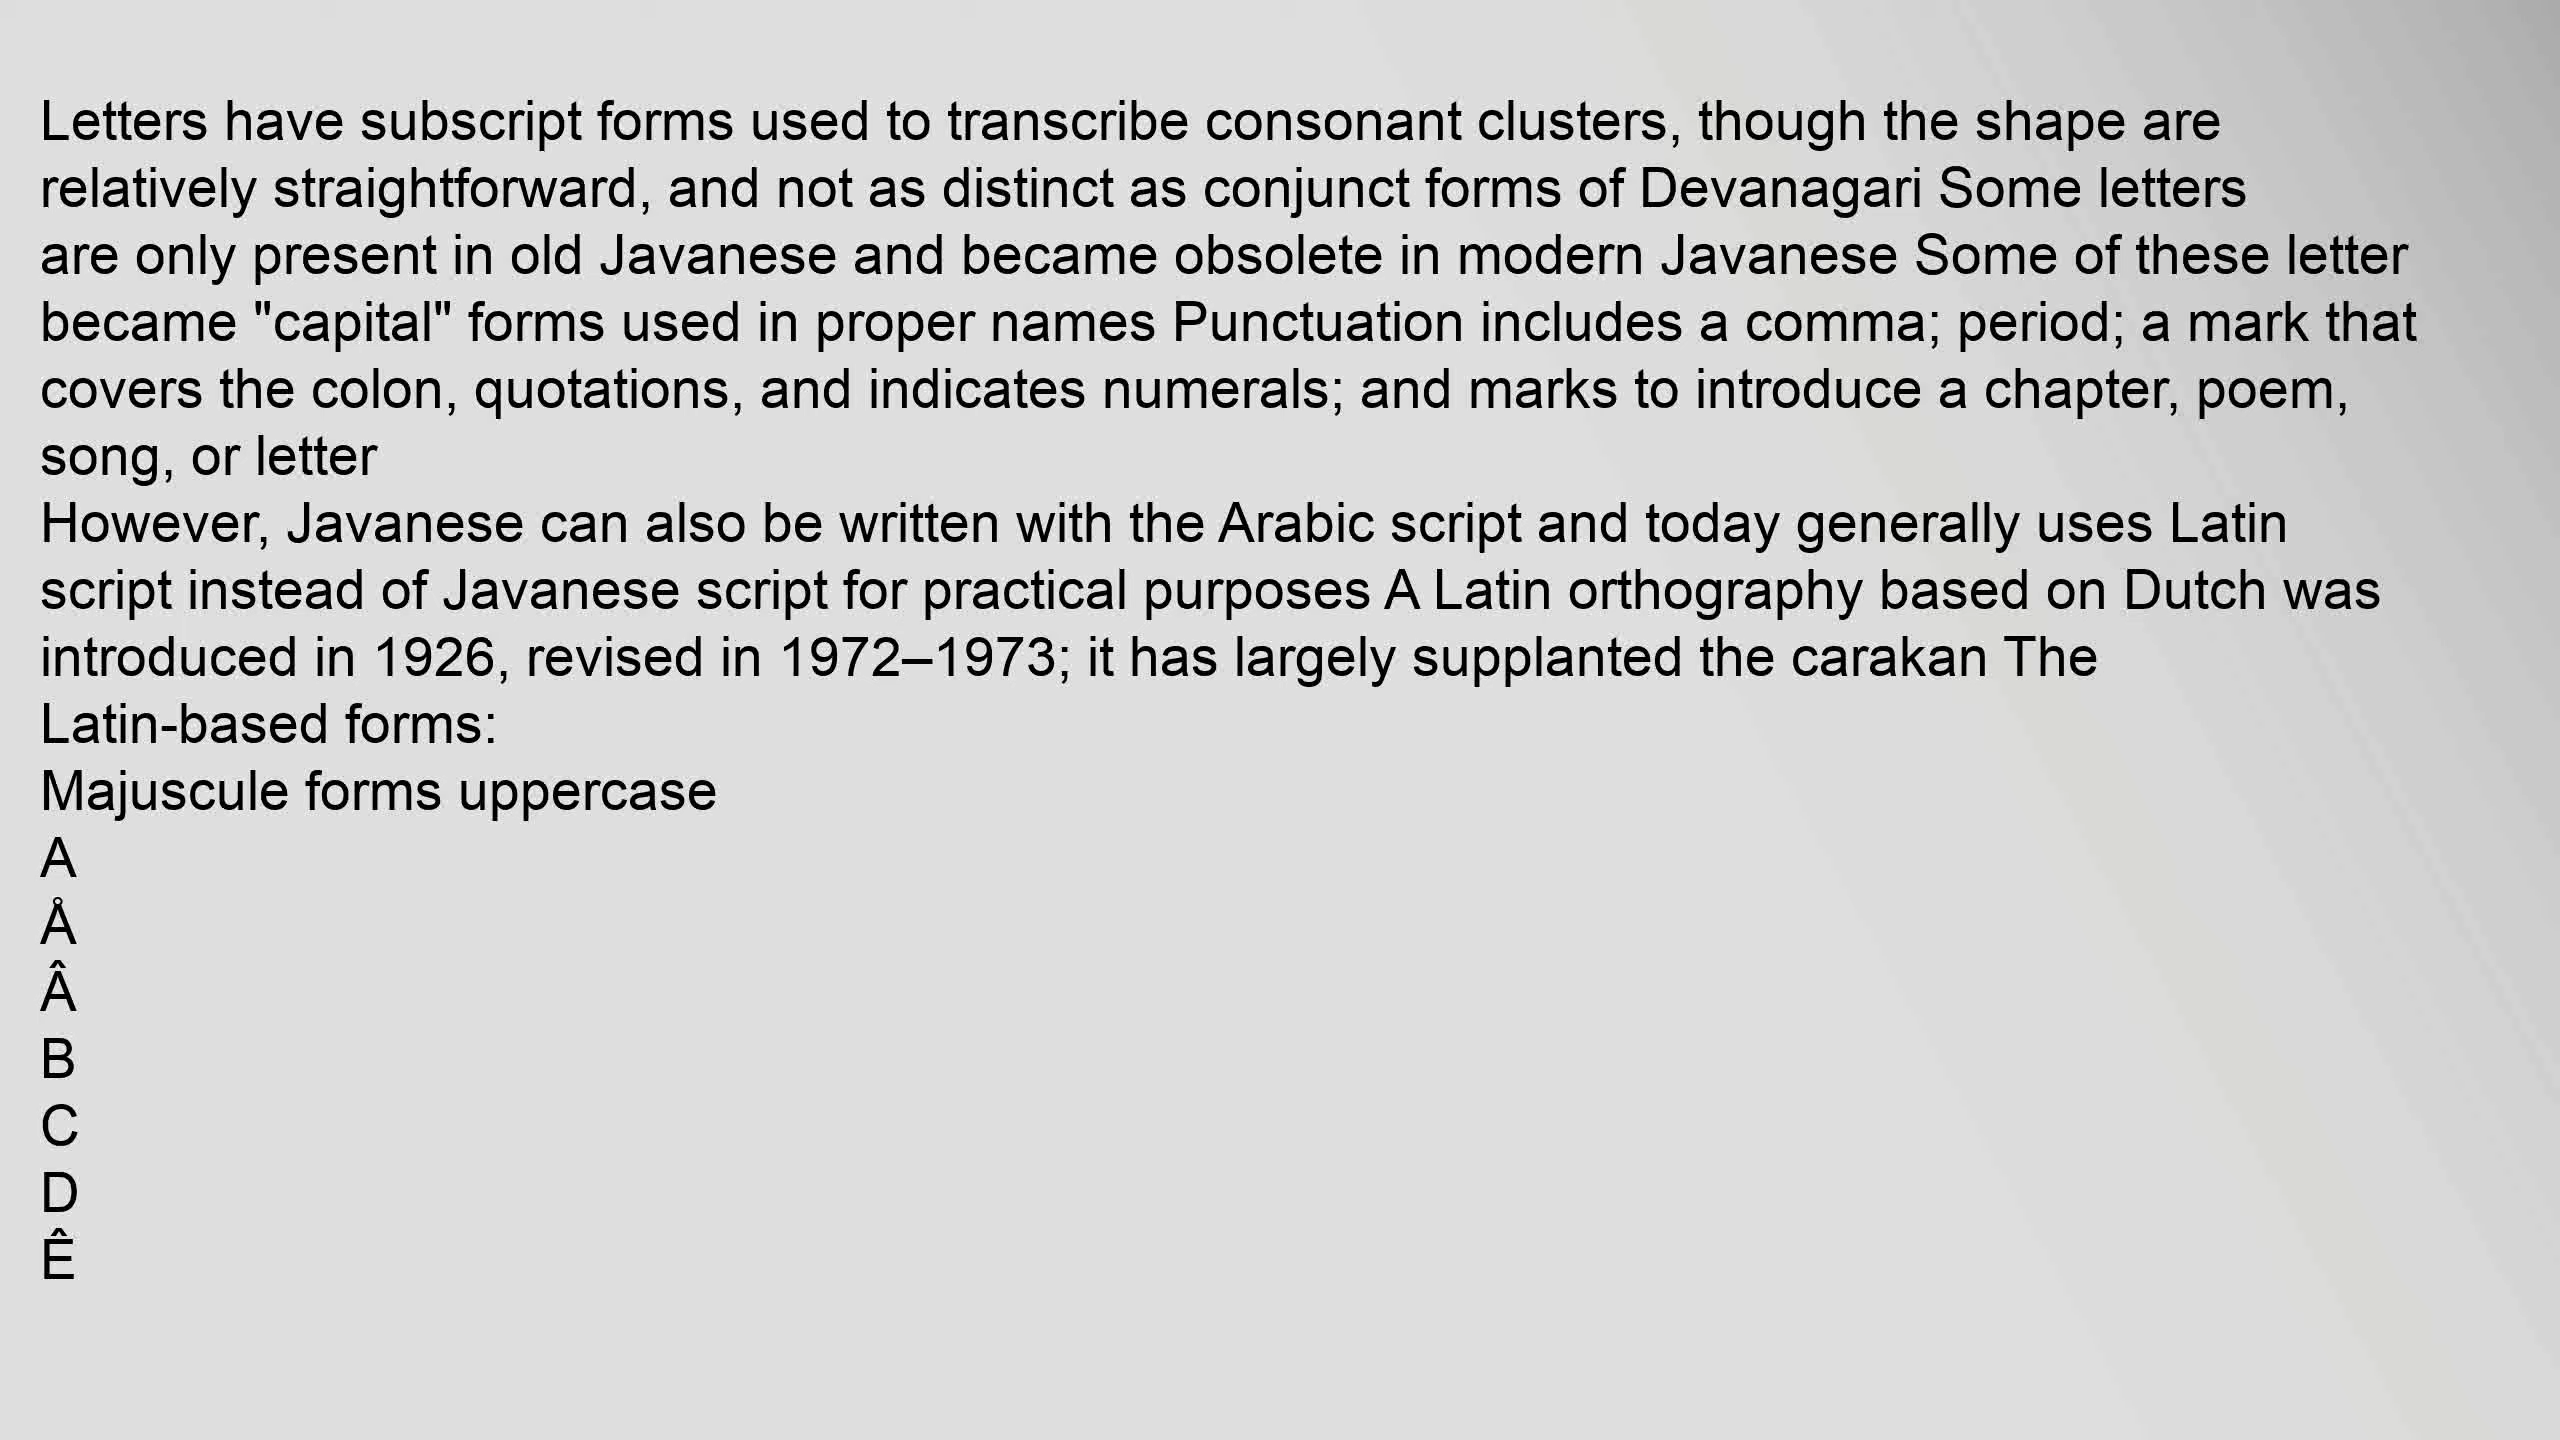 Letters have subscript forms used to transcribe consonant clusters, though the shape are
relatively straightforward, and not as distinct as conjunct forms of Devanagari Some letters
are only present in old Javanese and became obsolete in modern Javanese Some of these letter
became "capital" forms used in proper names Punctuation includes a comma; period; a mark that
covers the colon, quotations, and indicates numerals; and marks to introduce a chapter, poem,
song, or letter
However, Javanese can also be written with the Arabic script and today generally uses Latin
script instead of Javanese script for practical purposes A Latin orthography based on Dutch was
introduced in 1926, revised in 1972–1973; it has largely supplanted the carakan The
Latin-based forms:
Majuscule forms uppercase
A
Å
Â
B
C
D
Ê